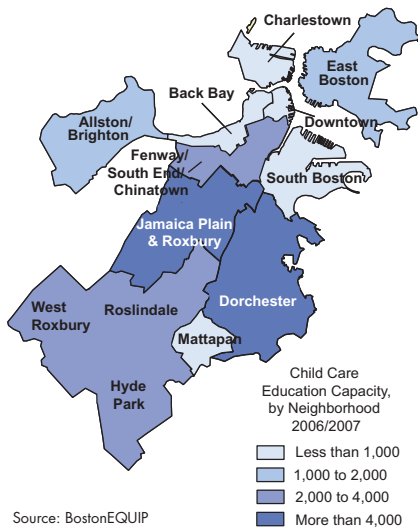 Charlestown
East
Boston
Back Bay
Allston/
Brighton
Downtown
Fenway/
South End/
Chinatown
South Boston
Jamaica Plain
& Roxbury
West
Roxbury
Roslindale
Dorchester
Mattapan
Hyde
Park
Child Care
Education Capacity,
by Neighborhood
2006/2007
Less than 1,000
1,000 to 2,000
2,000 to 4,000
More than 4,000
Source: BostonEQUIP